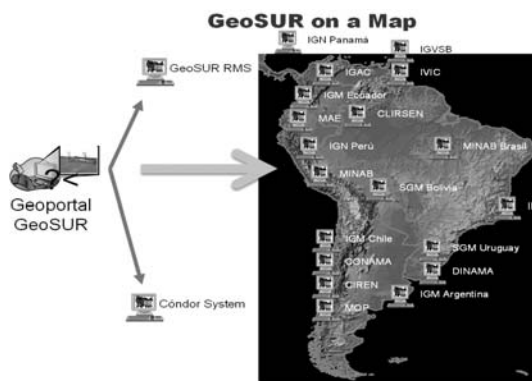 GeoSUR on a Map
IGN Panamá
IGVSB
GeoSUR RMS
IGAC
IVIC
IGM Ecuador
MAE
CLIRSEN
IGN Perú
MINAB Brasil
MINAB
SGM Bolivia
Geoportal
GeoSUR
IGM Chile
SGM Uruguay
CONAMA
DINAMA
CIREN
IGM Argentina
Cóndor System
MOP